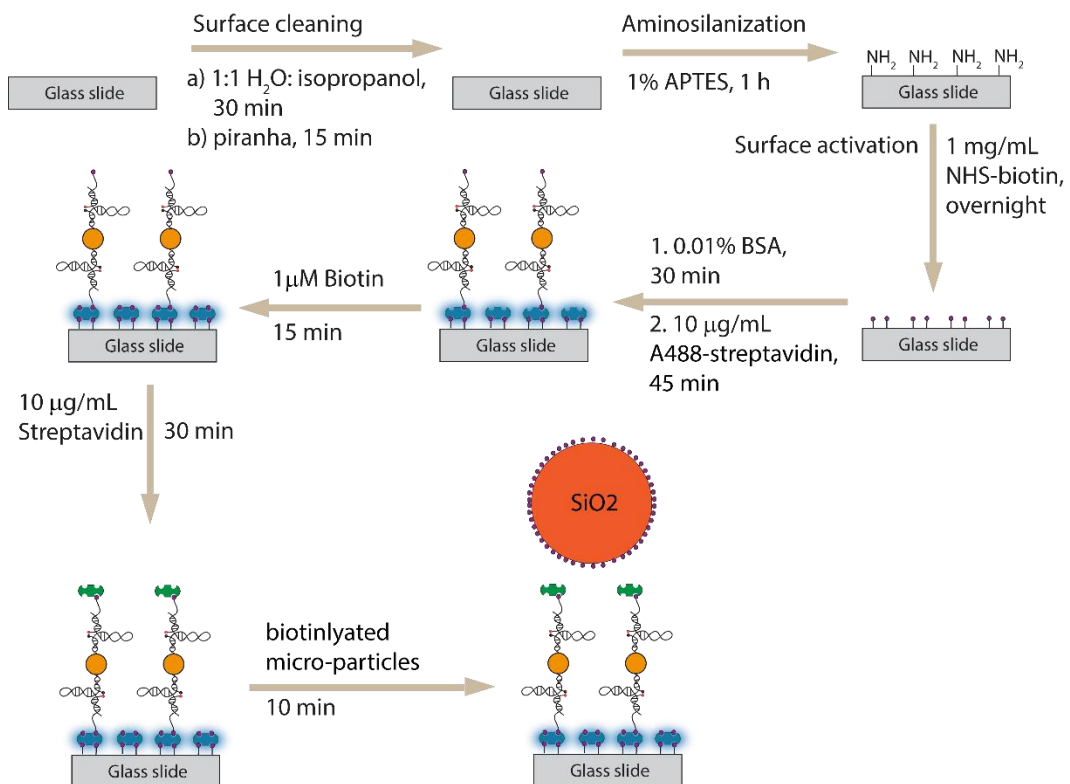 Surface cleaning
a) 1:1 H₂O: isopropanol,
30 min
b) piranha, 15 min
Glass slide
Glass slide
Aminosilanization
1% APTES, 1 h
NH₂ NH₂ NH₂ NH₂
Glass slide
Surface activation
1 mg/mL
NHS-biotin,
overnight
Glass slide
1. 0.01% BSA,
30 min
2. 10 μg/mL
A488-streptavidin,
45 min
Glass slide
1μM Biotin
15 min
Glass slide
10 μg/mL
Streptavidin
30 min
Glass slide
biotinlyated
micro-particles
10 min
SiO2
Glass slide